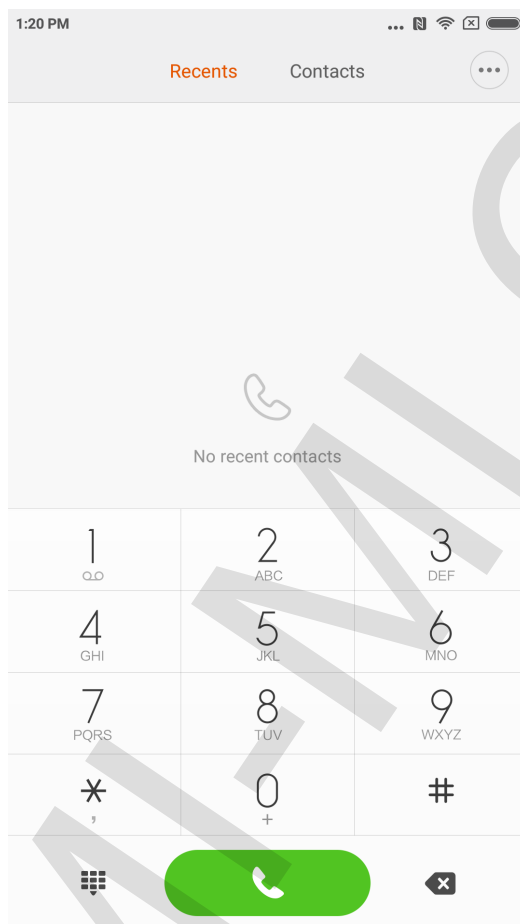 1:20 PM
Recents Contacts
No recent contacts
1 2 3
ABC DEF
4 5 6
GHI JKL MNO
7 8 9
PQRS TUV WXYZ
* 0 #
, +